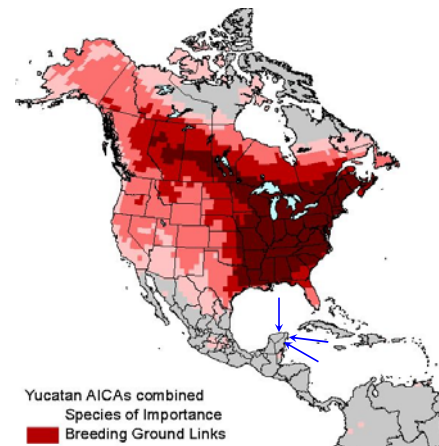 Yucatan AICAs combined
Species of Importance
Breeding Ground Links